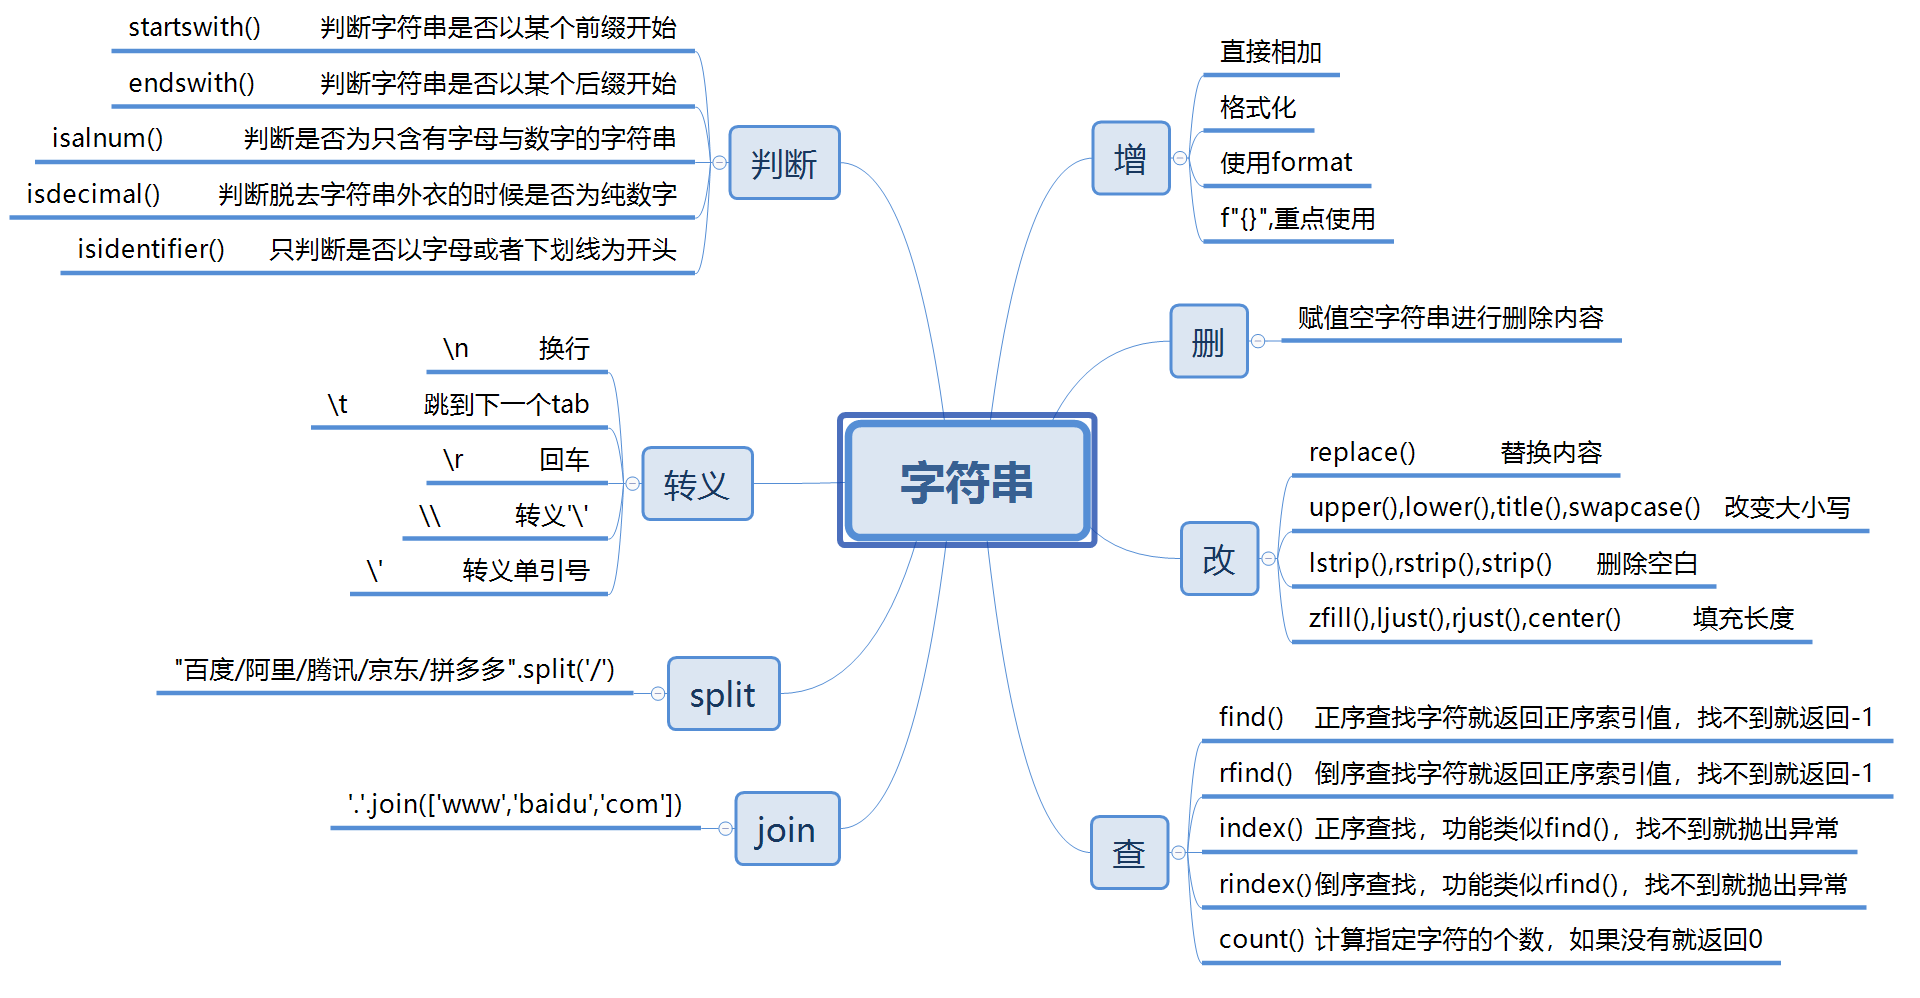 字符串
判断
startswith() 判断字符串是否以某个前缀开始
endswith() 判断字符串是否以某个后缀开始
isalnum() 判断是否为只含有字母与数字的字符串
isdecimal() 判断脱去字符串外衣的时候是否为纯数字
isidentifier() 只判断是否以字母或者下划线为开头
转义
\n 换行
\t 跳到下一个tab
\r 回车
\\ 转义'\'
\' 转义单引号
split
"百度/阿里/腾讯/京东/拼多多".split('/')
join
'.'.join(['www','baidu','com'])
增
直接相加
格式化
使用format
f"{}",重点使用
删
赋值空字符串进行删除内容
改
replace() 替换内容
upper(),lower(),title(),swapcase() 改变大小写
lstrip(),rstrip(),strip() 删除空白
zfill(),ljust(),rjust(),center() 填充长度
查
find() 正序查找字符就返回正序索引值，找不到就返回-1
rfind() 倒序查找字符就返回正序索引值，找不到就返回-1
index() 正序查找，功能类似find()，找不到就抛出异常
rindex()倒序查找，功能类似rfind()，找不到就抛出异常
count() 计算指定字符的个数，如果没有就返回0